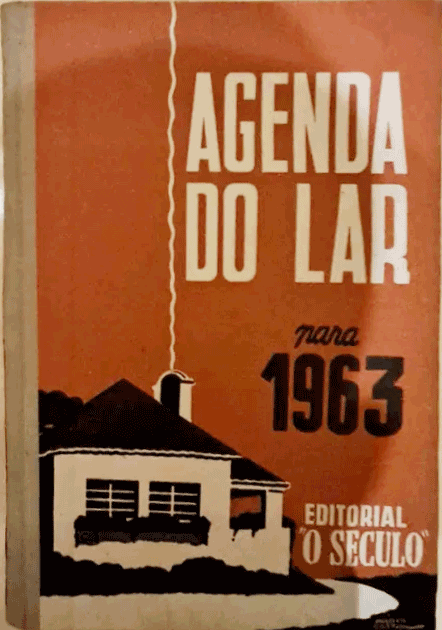 AGENDA
DO LAR
para
1963
EDITORIAL
"O SECULO"